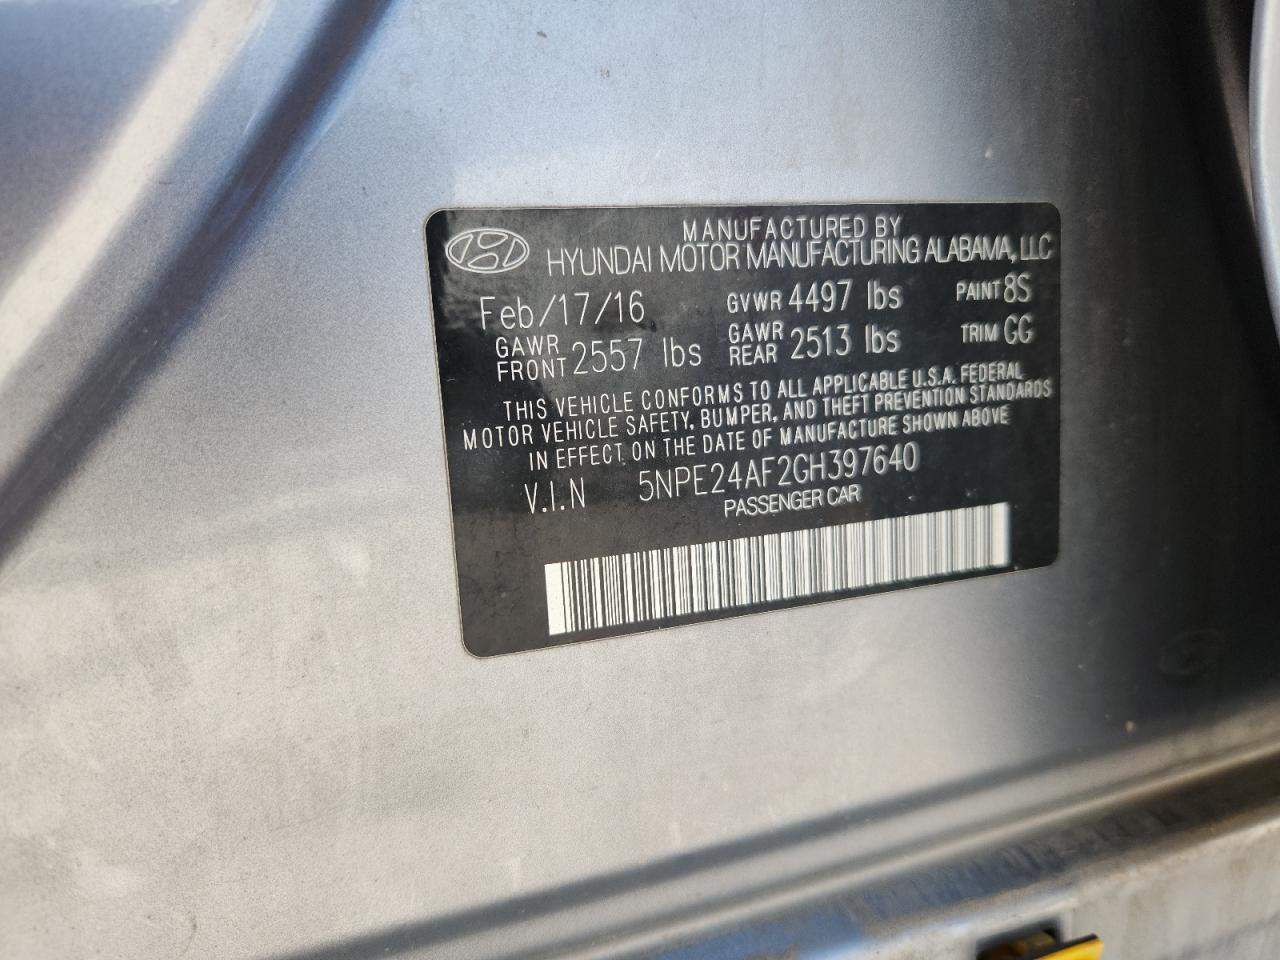 MANUFACTURED BY
HYUNDAI MOTOR MANUFACTURING ALABAMA, LLC
Feb/17/16 GVWR 4497 lbs PAINT 8S
GAWR FRONT 2557 lbs GAWR REAR 2513 lbs TRIM GG
THIS VEHICLE CONFORMS TO ALL APPLICABLE U.S.A. FEDERAL
MOTOR VEHICLE SAFETY, BUMPER, AND THEFT PREVENTION STANDARDS
IN EFFECT ON THE DATE OF MANUFACTURE SHOWN ABOVE
V.I.N 5NPE24AF2GH397640
PASSENGER CAR